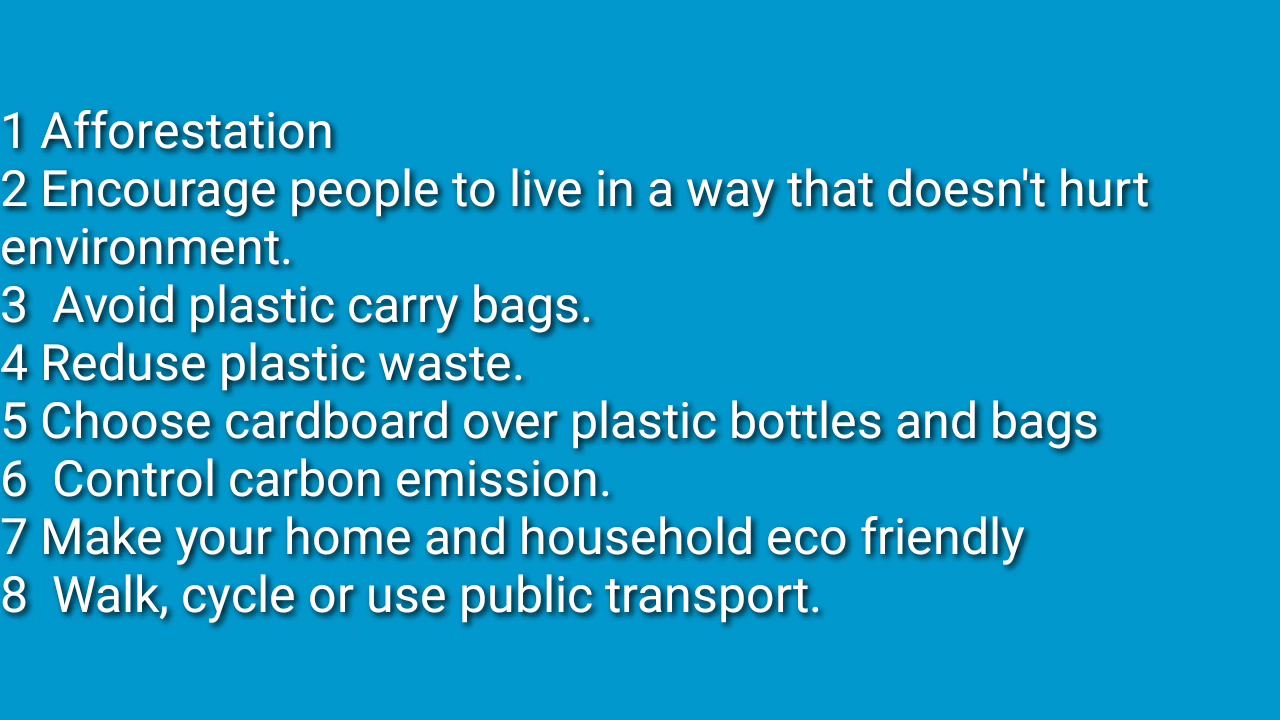 1 Afforestation
2 Encourage people to live in a way that doesn't hurt
environment.
3  Avoid plastic carry bags.
4 Reduse plastic waste.
5 Choose cardboard over plastic bottles and bags
6  Control carbon emission.
7 Make your home and household eco friendly
8  Walk, cycle or use public transport.